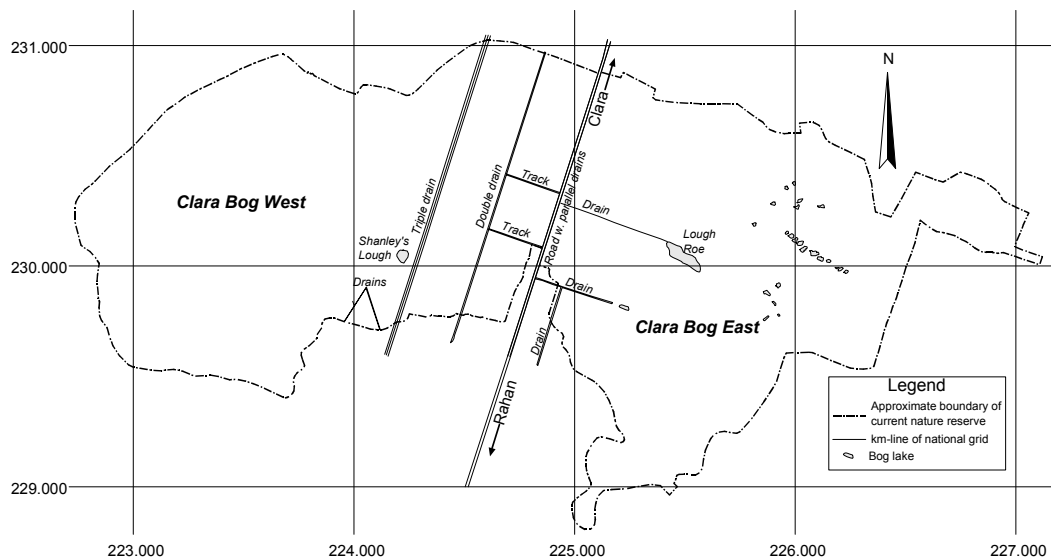 231.000
230.000
229.000
223.000
224.000
225.000
226.000
227.000
N
Clara
Clara Bog West
Triple drain
Double drain
Track
Road w. parallel drains
Drain
Track
Shanley's
Lough
Lough
Roe
Drains
Drain
Clara Bog East
Drain
Rahan
Legend
Approximate boundary of
current nature reserve
km-line of national grid
Bog lake